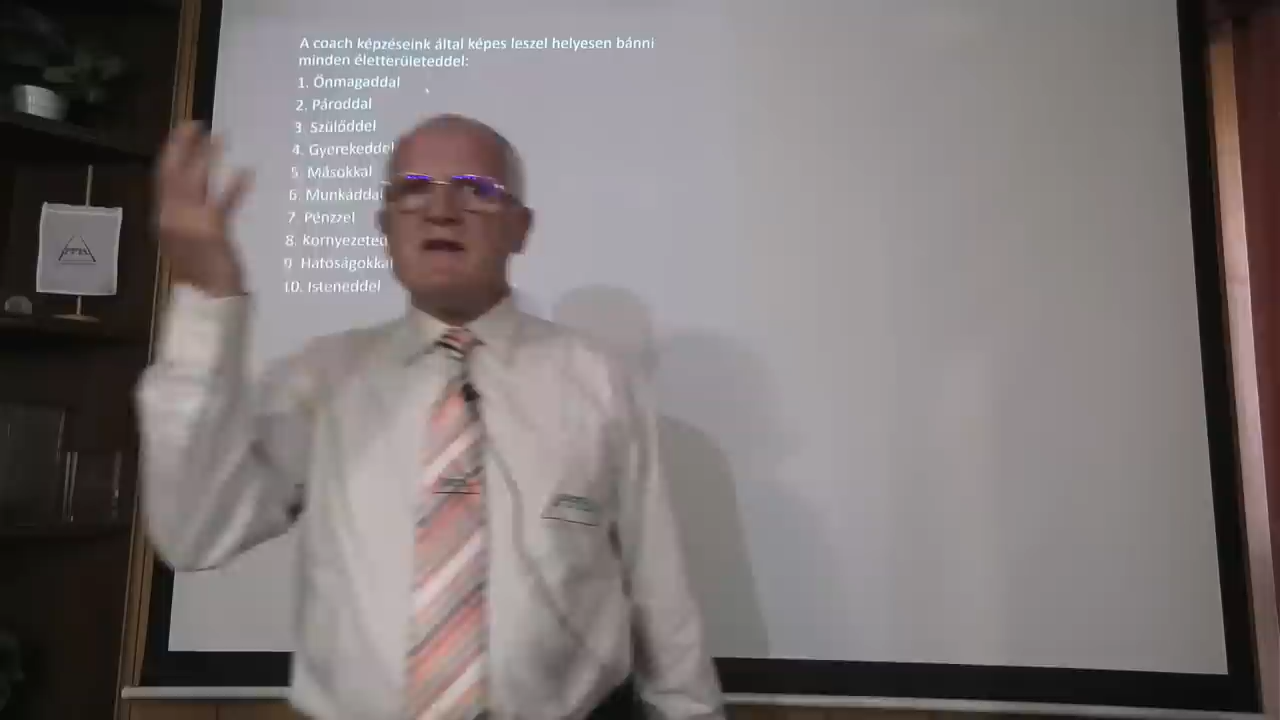 A coach képzéseink által képes leszel helyesen bánni
minden életterületeddel:
1. Önmagaddal
2. Pároddal
3. Szülőddel
4. Gyerekeddel
5. Másokkal
6. Munkáddal
7. Pénzzel
8.
9. Hatóságokkal
10. Isteneddel